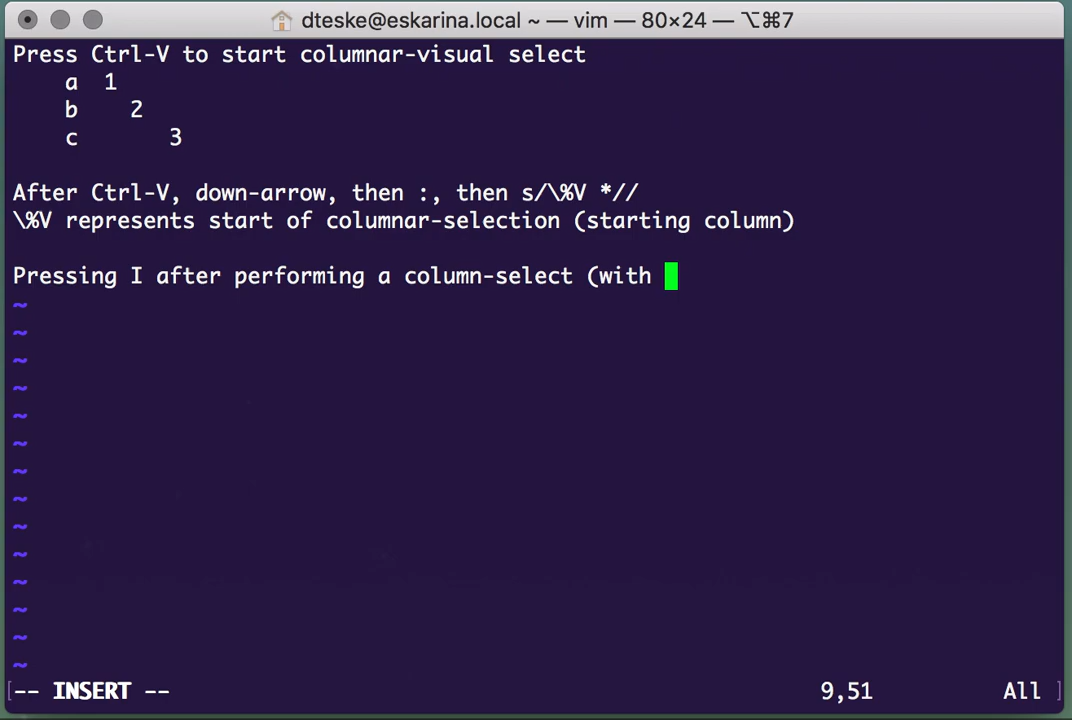 dteske@eskarina.local ~ — vim — 80×24 — ⌥⌘7
Press Ctrl-V to start columnar-visual select
    a  1
    b    2
    c       3

After Ctrl-V, down-arrow, then :, then s/\%V *//
\%V represents start of columnar-selection (starting column)

Pressing I after performing a column-select (with
~
~
~
~
~
~
~
~
~
~
~
~
~
~
-- INSERT -- 9,51 All